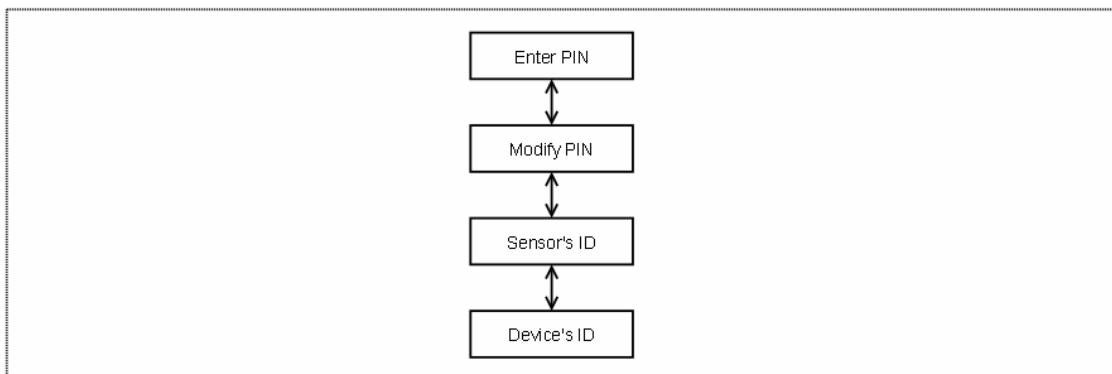 Enter PIN
Modify PIN
Sensor's ID
Device's ID